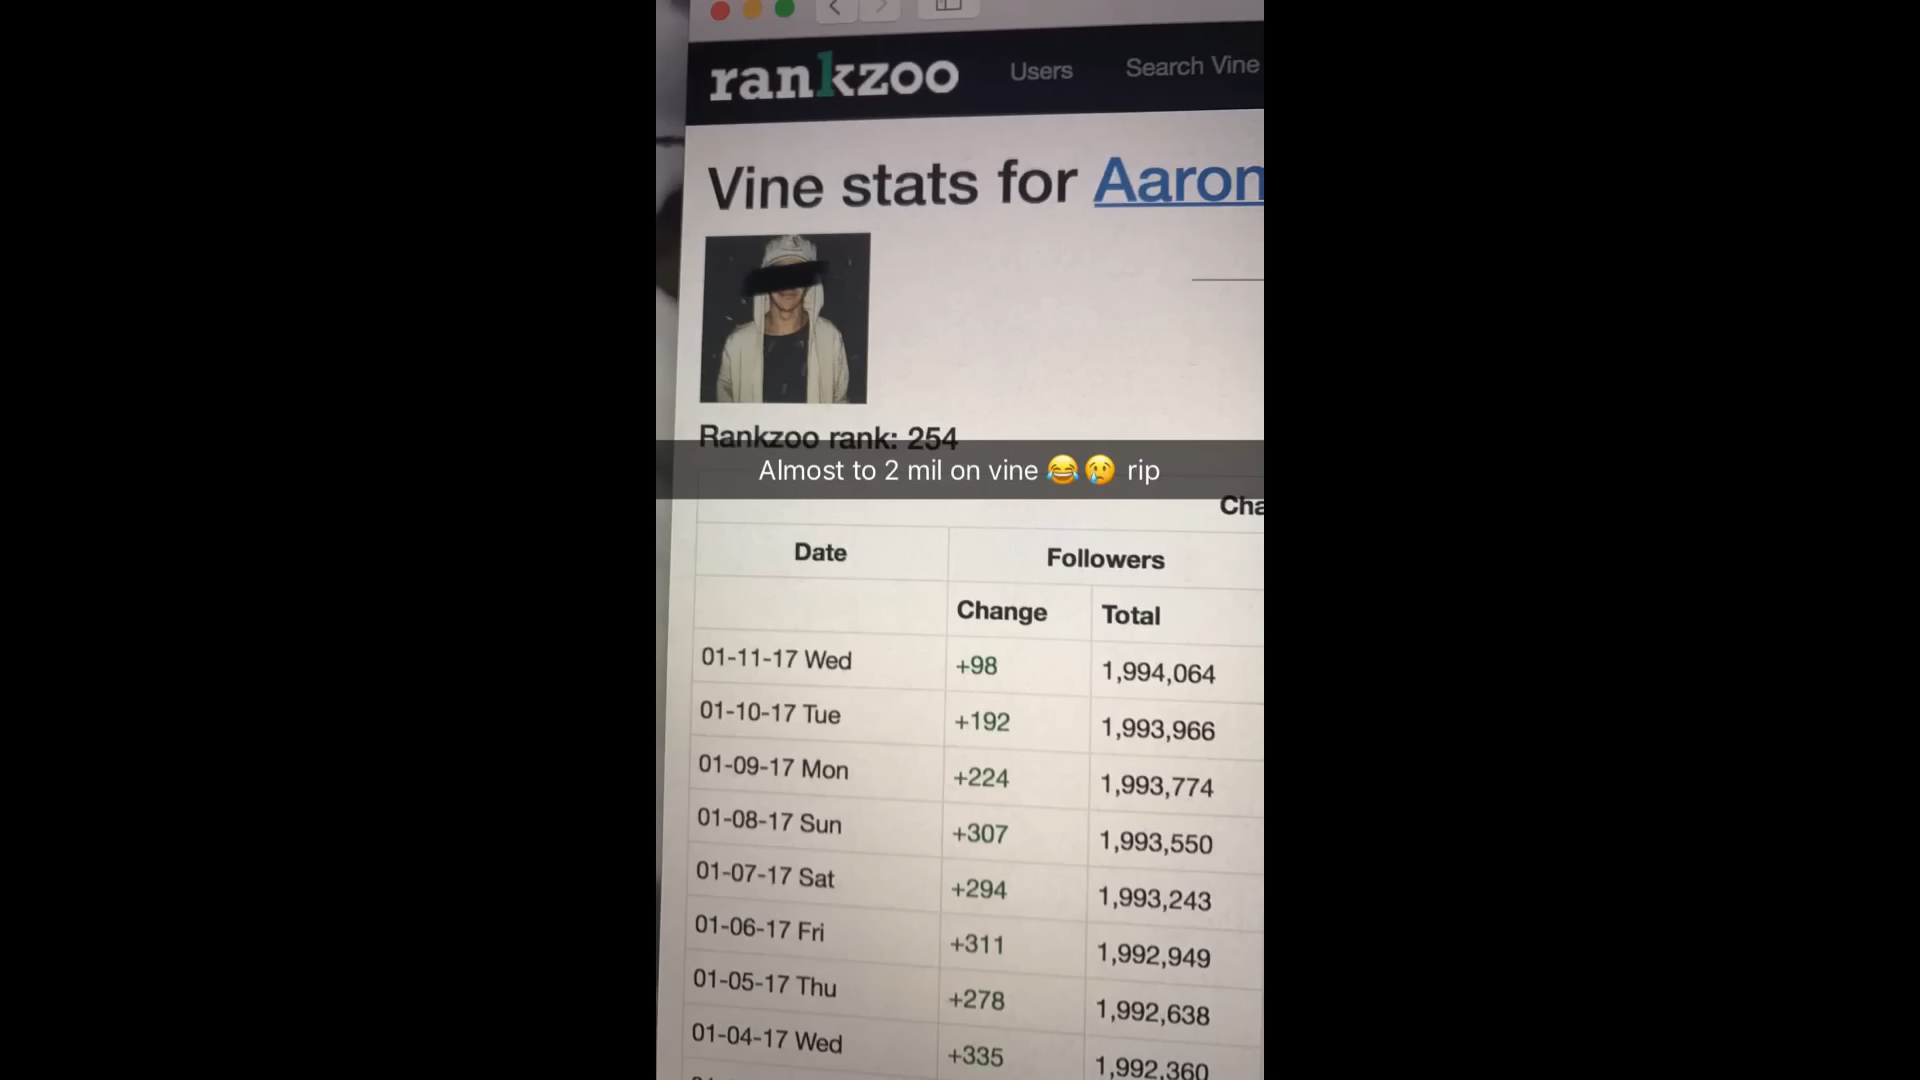 rankzoo Users Search Vine
Vine stats for Aaron
Rankzoo rank: 254
Almost to 2 mil on vine 😂😢 rip
Cha
Date Followers
Change Total
01-11-17 Wed +98 1,994,064
01-10-17 Tue +192 1,993,966
01-09-17 Mon +224 1,993,774
01-08-17 Sun +307 1,993,550
01-07-17 Sat +294 1,993,243
01-06-17 Fri +311 1,992,949
01-05-17 Thu +278 1,992,638
01-04-17 Wed +335 1,992,360